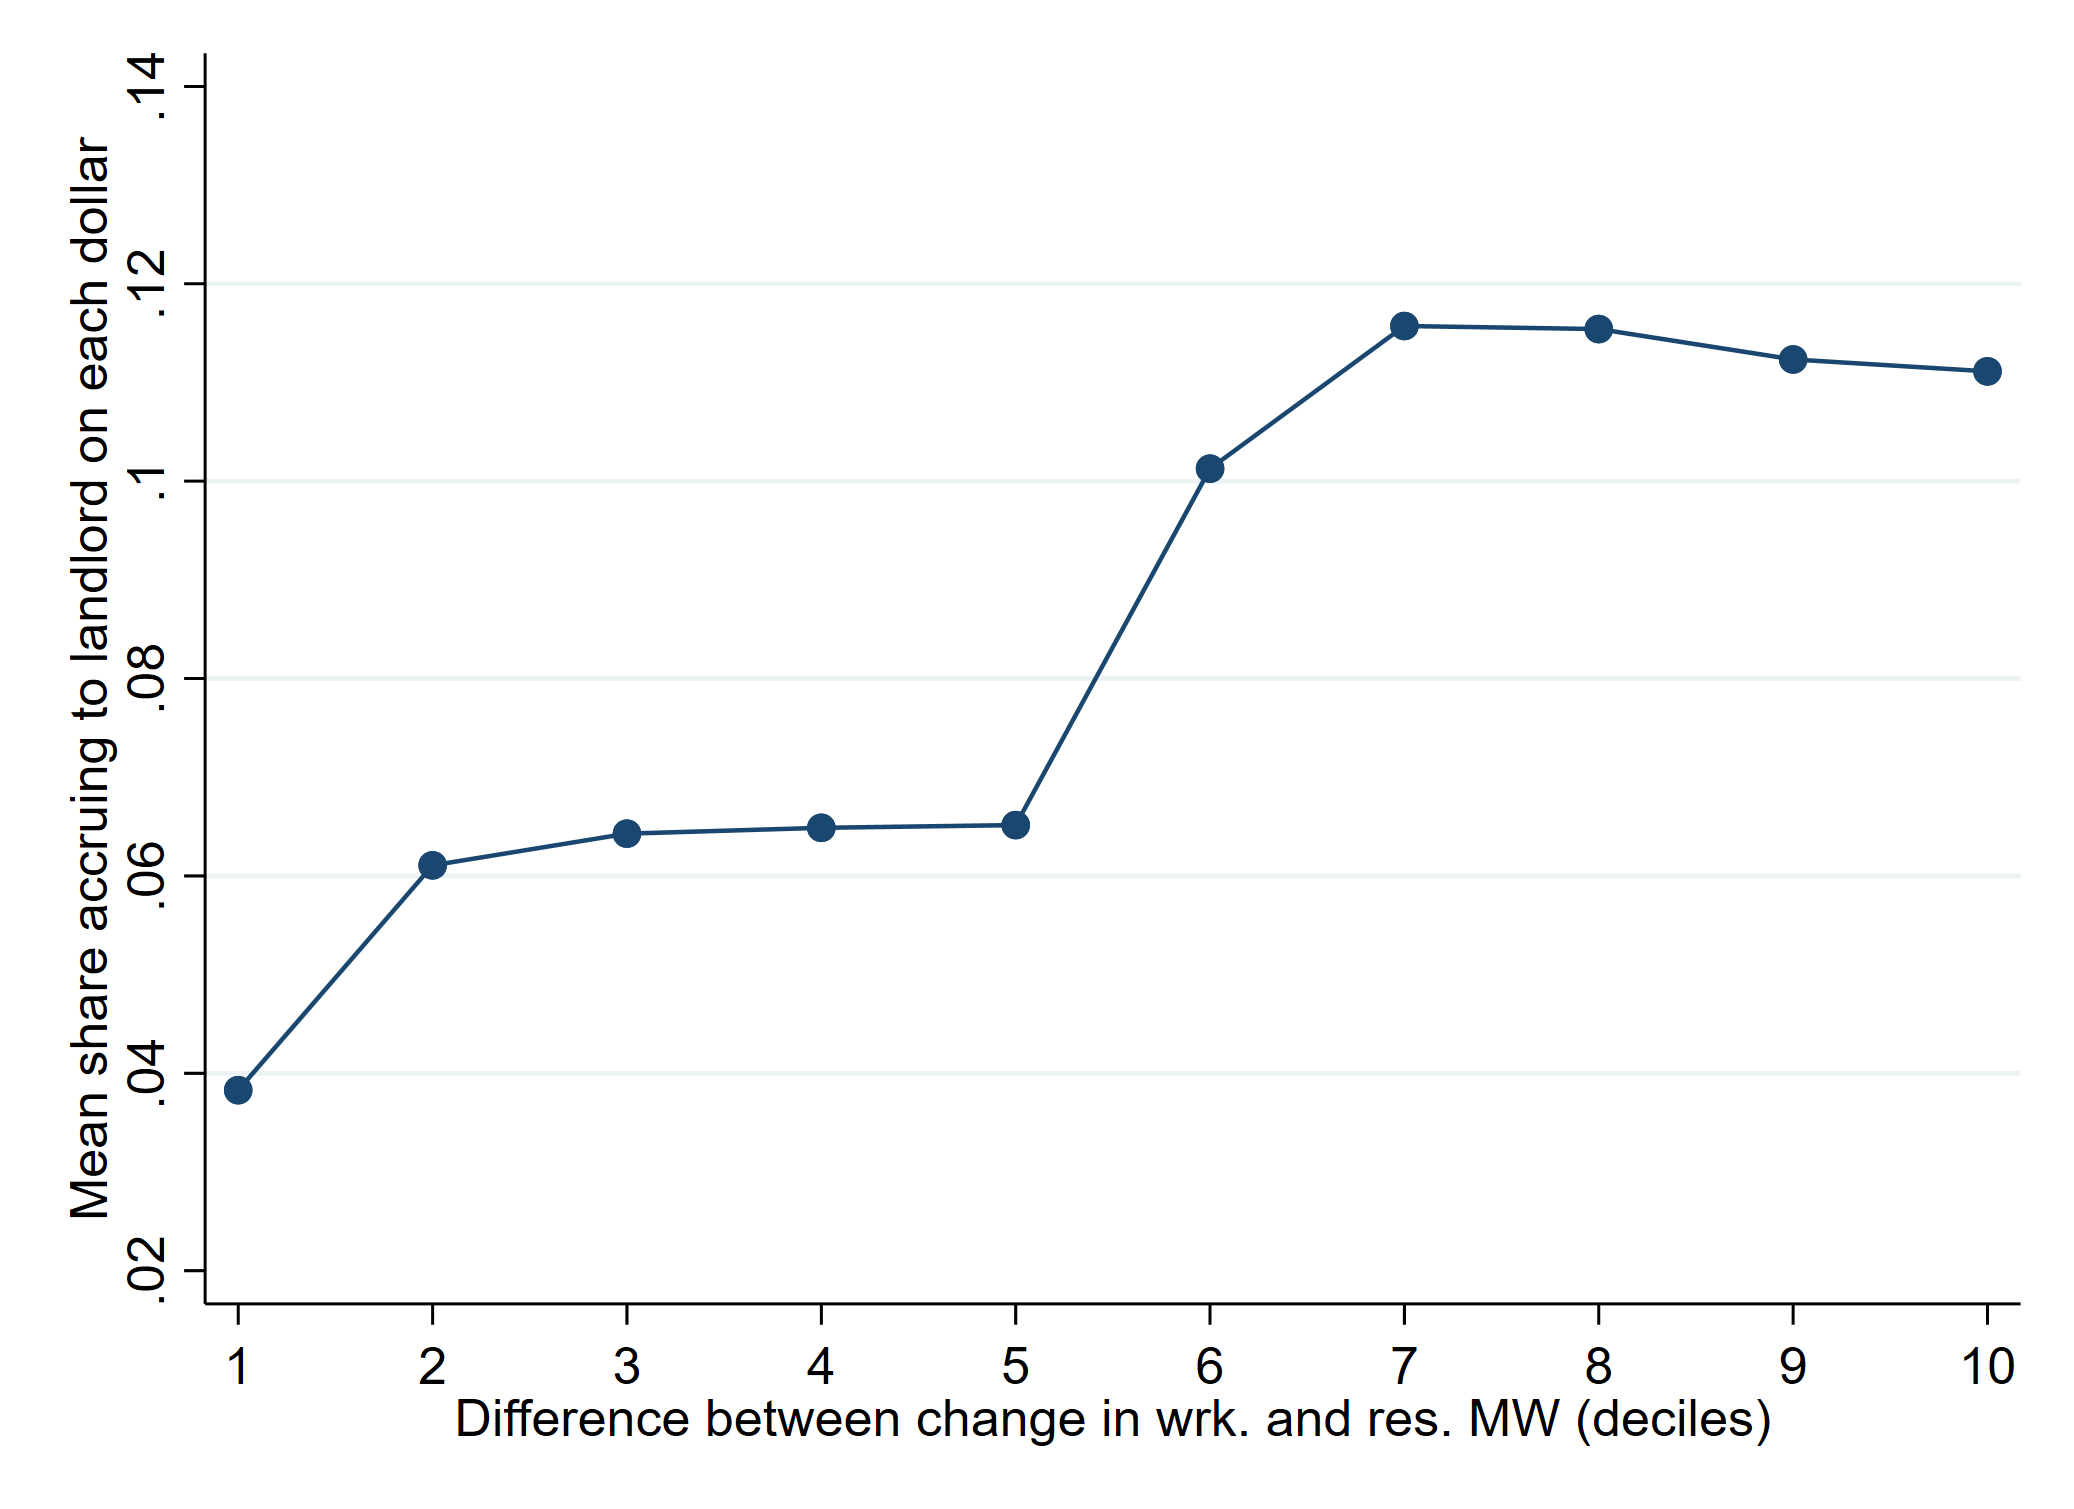 Mean share accruing to landlord on each dollar
.14
.12
.1
.08
.06
.04
.02
1 2 3 4 5 6 7 8 9 10
Difference between change in wrk. and res. MW (deciles)